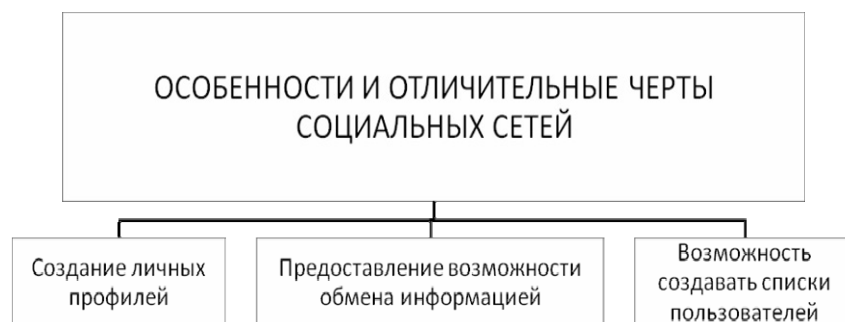 ОСОБЕННОСТИ И ОТЛИЧИТЕЛЬНЫЕ ЧЕРТЫ
СОЦИАЛЬНЫХ СЕТЕЙ
Создание личных
профилей
Предоставление возможности
обмена информацией
Возможность
создавать списки
пользователей